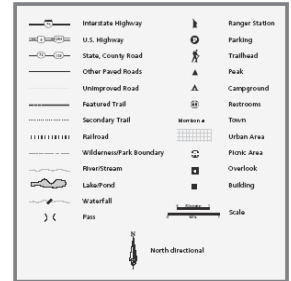 Interstate Highway
U.S. Highway
State, County Road
Other Paved Roads
Unimproved Road
Featured Trail
Secondary Trail
Railroad
Wilderness/Park Boundary
River/Stream
Lake/Pond
Waterfall
Pass
Ranger Station
P Parking
Trailhead
Peak
Campground
Restrooms
Town
Urban Area
Picnic Area
Overlook
Building
Scale
North directional